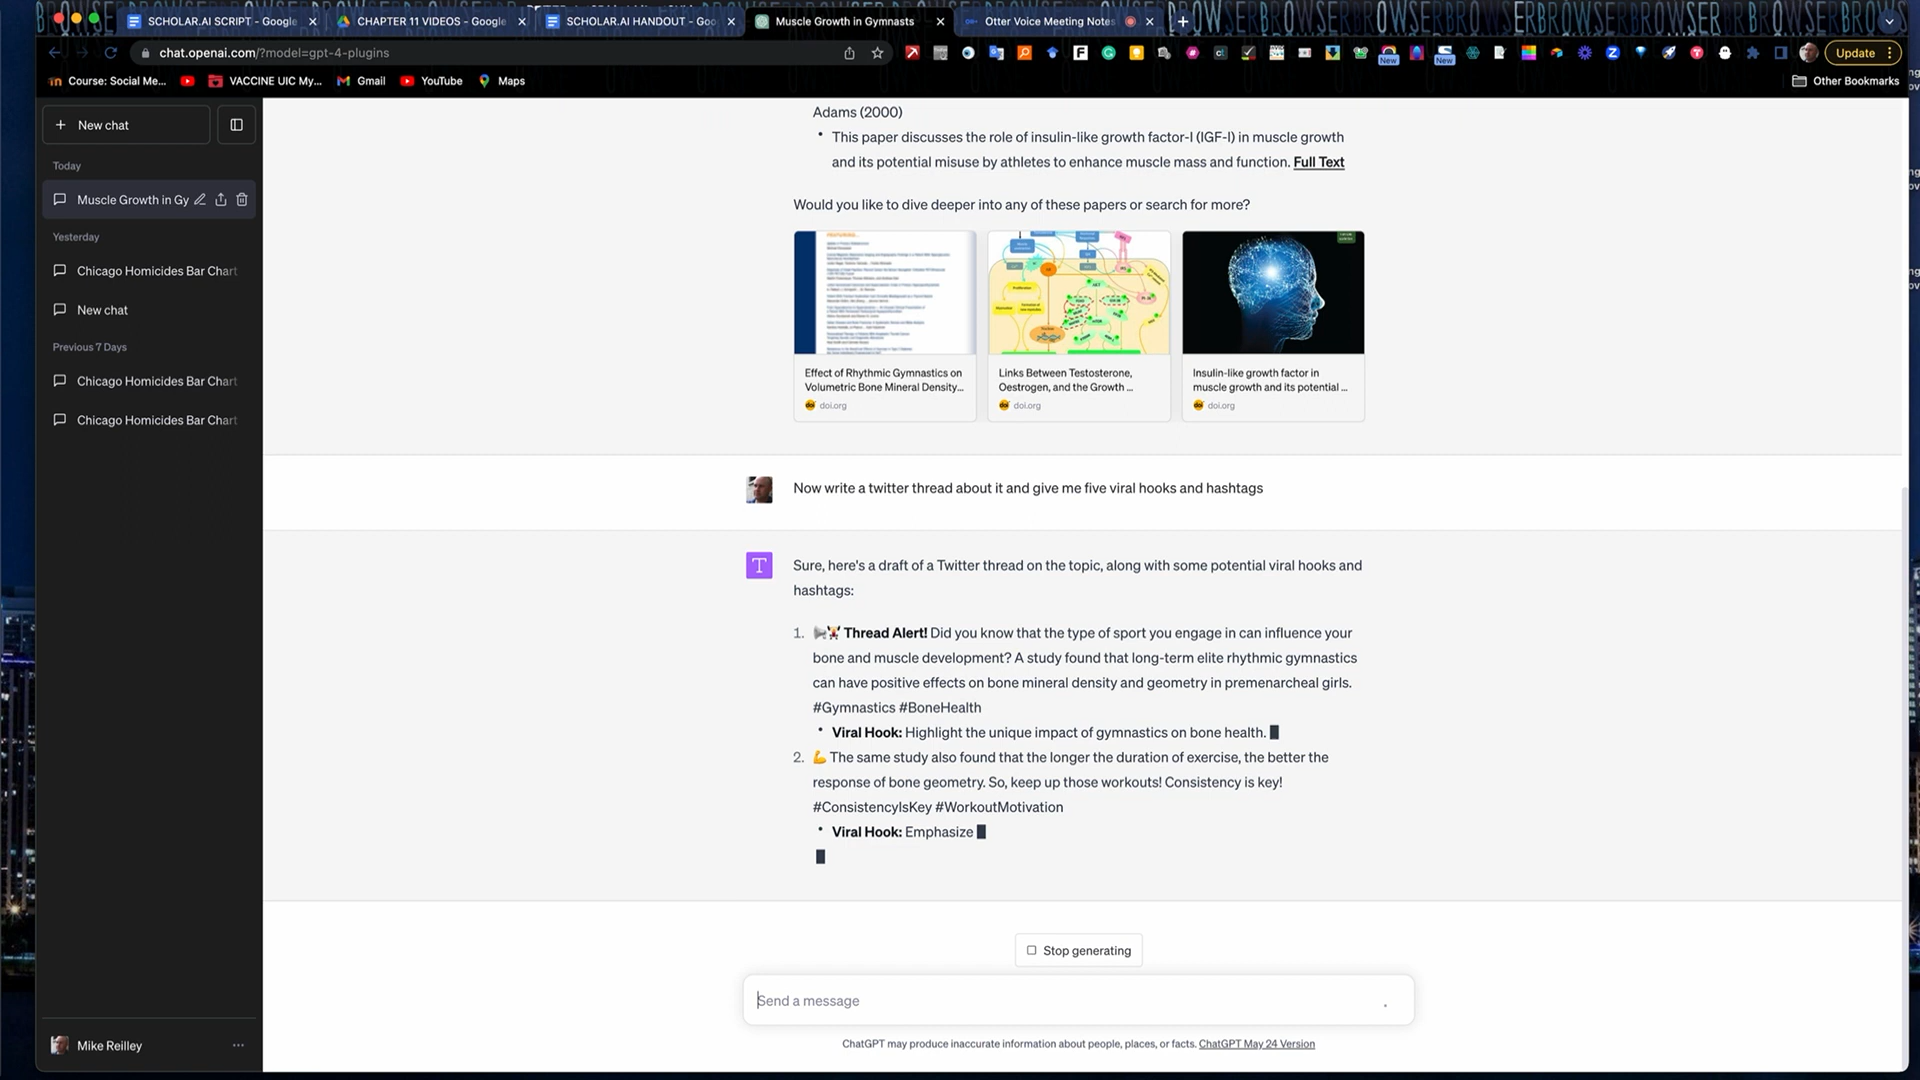 SCHOLAR.AI SCRIPT - Google
CHAPTER 11 VIDEOS - Google
SCHOLAR.AI HANDOUT - Goo
Muscle Growth in Gymnasts
Otter Voice Meeting Notes
chat.openai.com/?model=gpt-4-plugins
New
New
Update
Course: Social Me...
VACCINE UIC My...
Gmail
YouTube
Maps
Other Bookmarks
New chat
Today
Muscle Growth in Gy
Yesterday
Chicago Homicides Bar Chart
New chat
Previous 7 Days
Chicago Homicides Bar Chart
Chicago Homicides Bar Chart
Mike Reilley
Adams (2000)
• This paper discusses the role of insulin-like growth factor-I (IGF-I) in muscle growth
and its potential misuse by athletes to enhance muscle mass and function. Full Text
Would you like to dive deeper into any of these papers or search for more?
Effect of Rhythmic Gymnastics on
Volumetric Bone Mineral Density...
doi.org
Links Between Testosterone,
Oestrogen, and the Growth ...
doi.org
Insulin-like growth factor in
muscle growth and its potential ...
doi.org
Now write a twitter thread about it and give me five viral hooks and hashtags
T
Sure, here's a draft of a Twitter thread on the topic, along with some potential viral hooks and
hashtags:
1. 📢🤸 Thread Alert! Did you know that the type of sport you engage in can influence your
bone and muscle development? A study found that long-term elite rhythmic gymnastics
can have positive effects on bone mineral density and geometry in premenarcheal girls.
#Gymnastics #BoneHealth
• Viral Hook: Highlight the unique impact of gymnastics on bone health.
2. 💪 The same study also found that the longer the duration of exercise, the better the
response of bone geometry. So, keep up those workouts! Consistency is key!
#ConsistencyIsKey #WorkoutMotivation
• Viral Hook: Emphasize
Stop generating
Send a message
ChatGPT may produce inaccurate information about people, places, or facts. ChatGPT May 24 Version